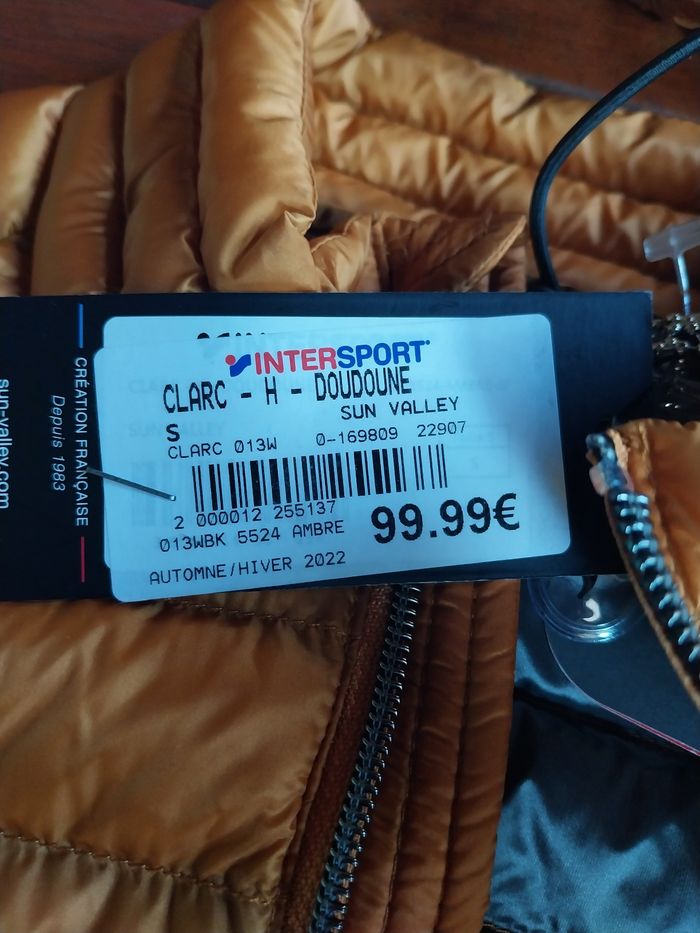 INTERSPORT
CLARC - H - DOUDOUNE
SUN VALLEY
S
CLARC 013W 0-169809 22907
2 000012 255137
013WBK 5524 AMBRE 99.99€
AUTOMNE/HIVER 2022
CRÉATION FRANÇAISE
Depuis 1983
sun-valley.com